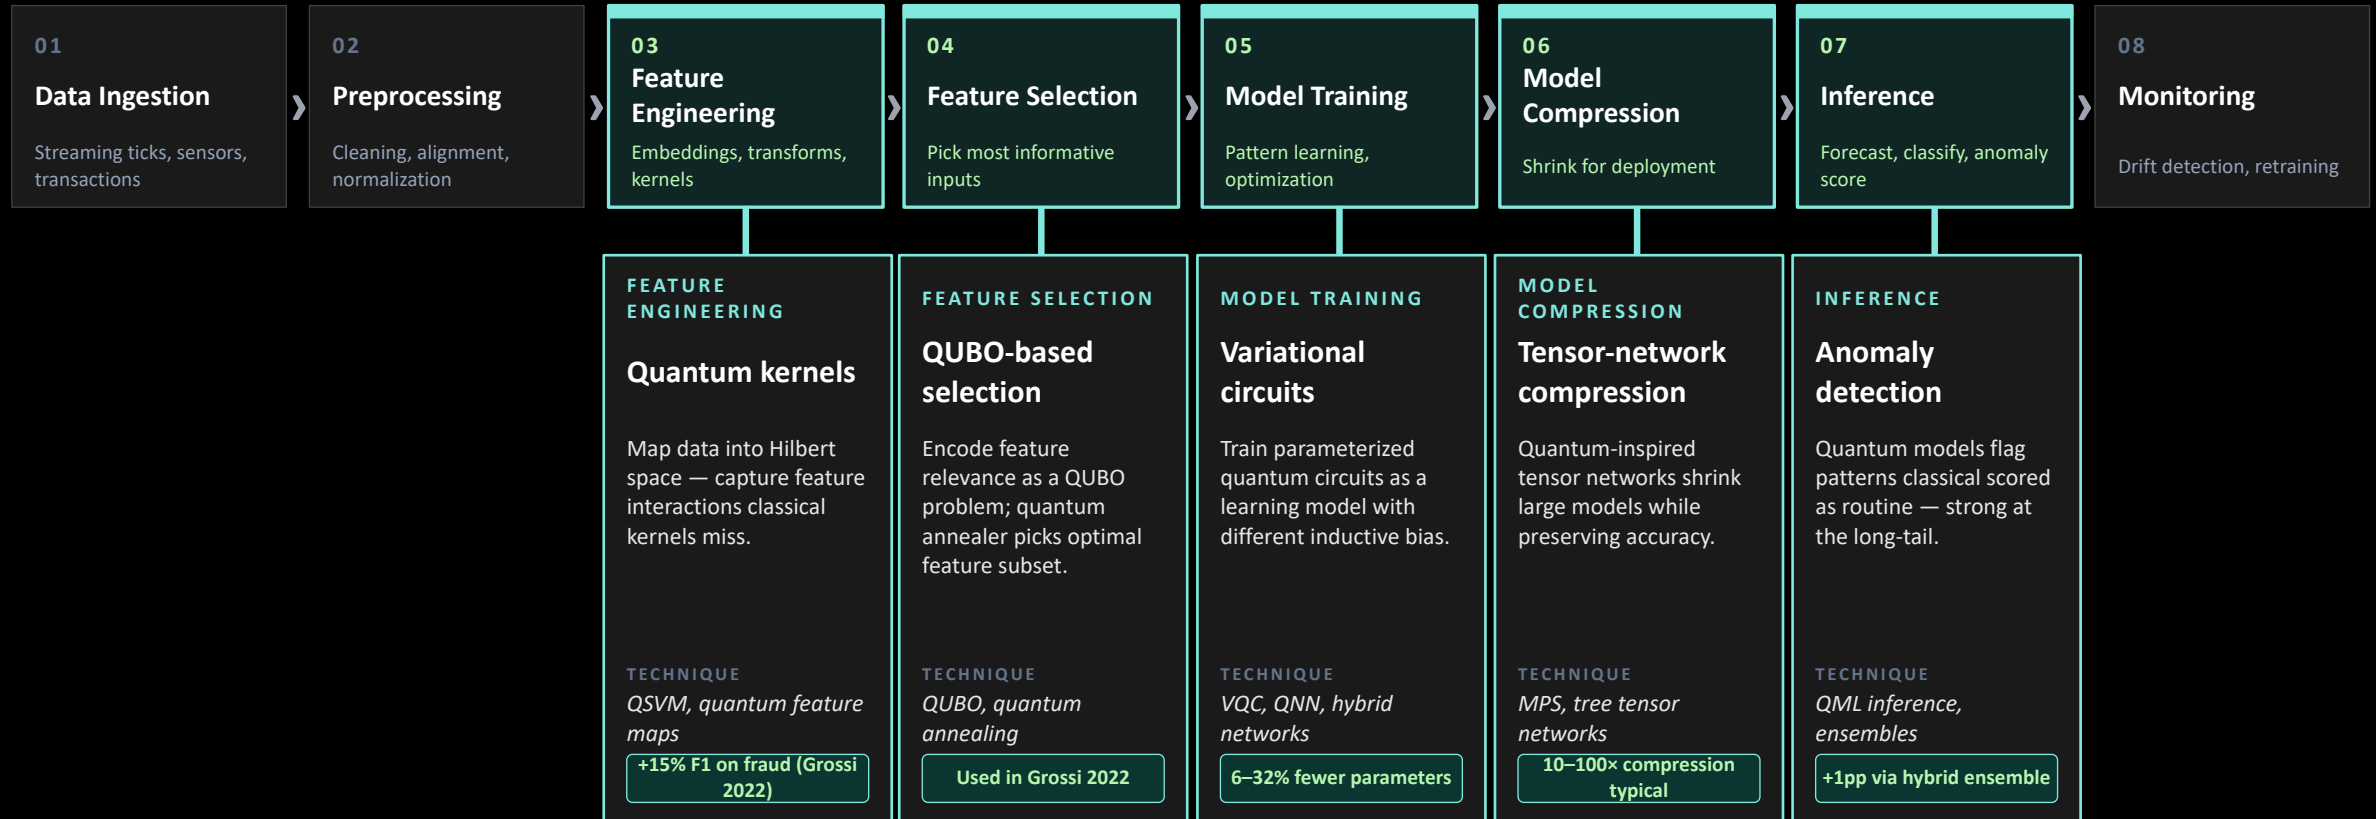 01
Data Ingestion
Streaming ticks, sensors,
transactions
02
Preprocessing
Cleaning, alignment,
normalization
03
Feature
Engineering
Embeddings, transforms,
kernels
04
Feature Selection
Pick most informative
inputs
05
Model Training
Pattern learning,
optimization
06
Model
Compression
Shrink for deployment
07
Inference
Forecast, classify, anomaly
score
08
Monitoring
Drift detection, retraining
FEATURE
ENGINEERING
Quantum kernels
Map data into Hilbert
space — capture feature
interactions classical
kernels miss.
TECHNIQUE
QSVM, quantum feature
maps
+15% F1 on fraud (Grossi
2022)
FEATURE SELECTION
QUBO-based
selection
Encode feature
relevance as a QUBO
problem; quantum
annealer picks optimal
feature subset.
TECHNIQUE
QUBO, quantum
annealing
Used in Grossi 2022
MODEL TRAINING
Variational
circuits
Train parameterized
quantum circuits as a
learning model with
different inductive bias.
TECHNIQUE
VQC, QNN, hybrid
networks
6–32% fewer parameters
MODEL
COMPRESSION
Tensor-network
compression
Quantum-inspired
tensor networks shrink
large models while
preserving accuracy.
TECHNIQUE
MPS, tree tensor
networks
10–100× compression
typical
INFERENCE
Anomaly
detection
Quantum models flag
patterns classical scored
as routine — strong at
the long-tail.
TECHNIQUE
QML inference,
ensembles
+1pp via hybrid ensemble